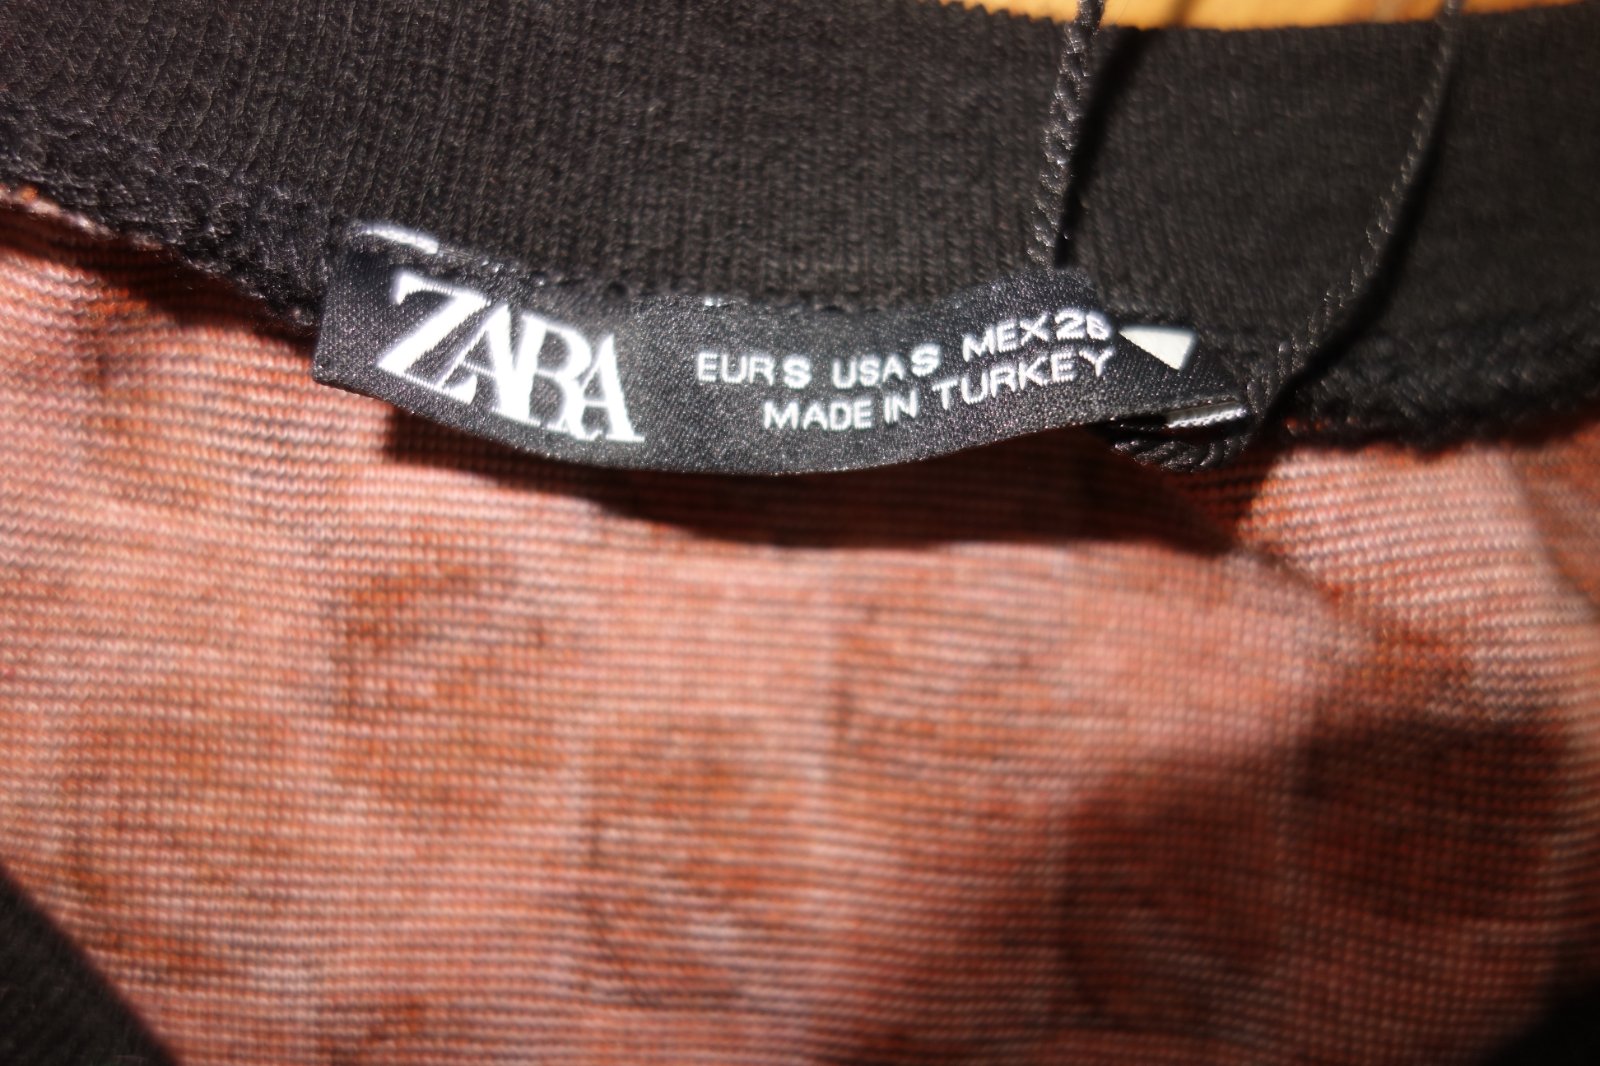 ZARA
EUR S USA S MEX 26
MADE IN TURKEY